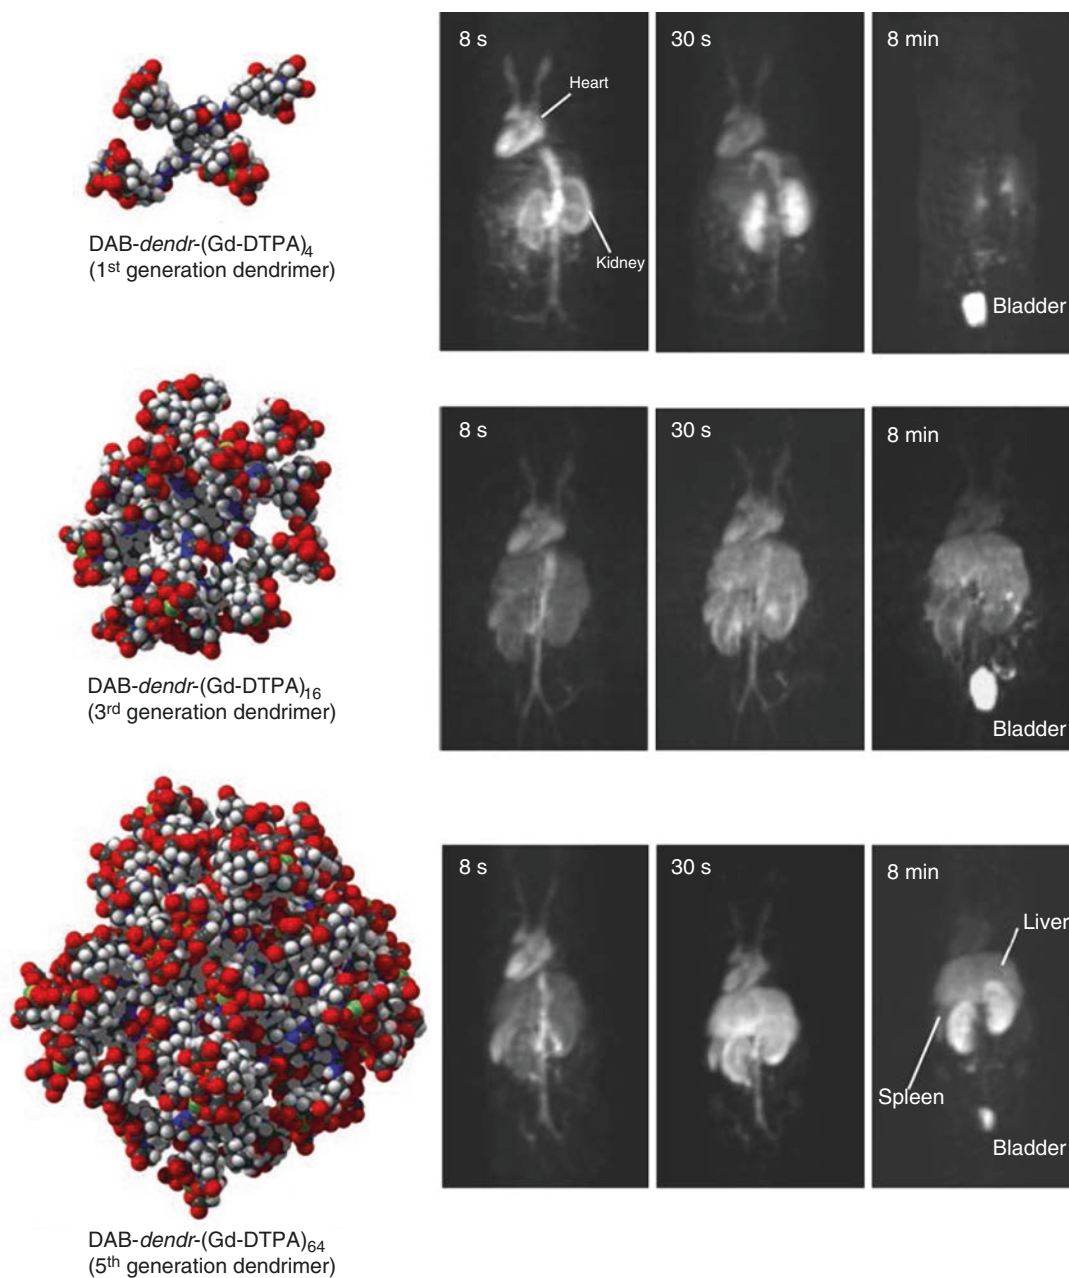 8 s
30 s
8 min
Heart
Kidney
Bladder
DAB-dendr-(Gd-DTPA)₄
(1ˢᵗ generation dendrimer)
8 s
30 s
8 min
Bladder
DAB-dendr-(Gd-DTPA)₁₆
(3ʳᵈ generation dendrimer)
8 s
30 s
8 min
Liver
Spleen
Bladder
DAB-dendr-(Gd-DTPA)₆₄
(5ᵗʰ generation dendrimer)